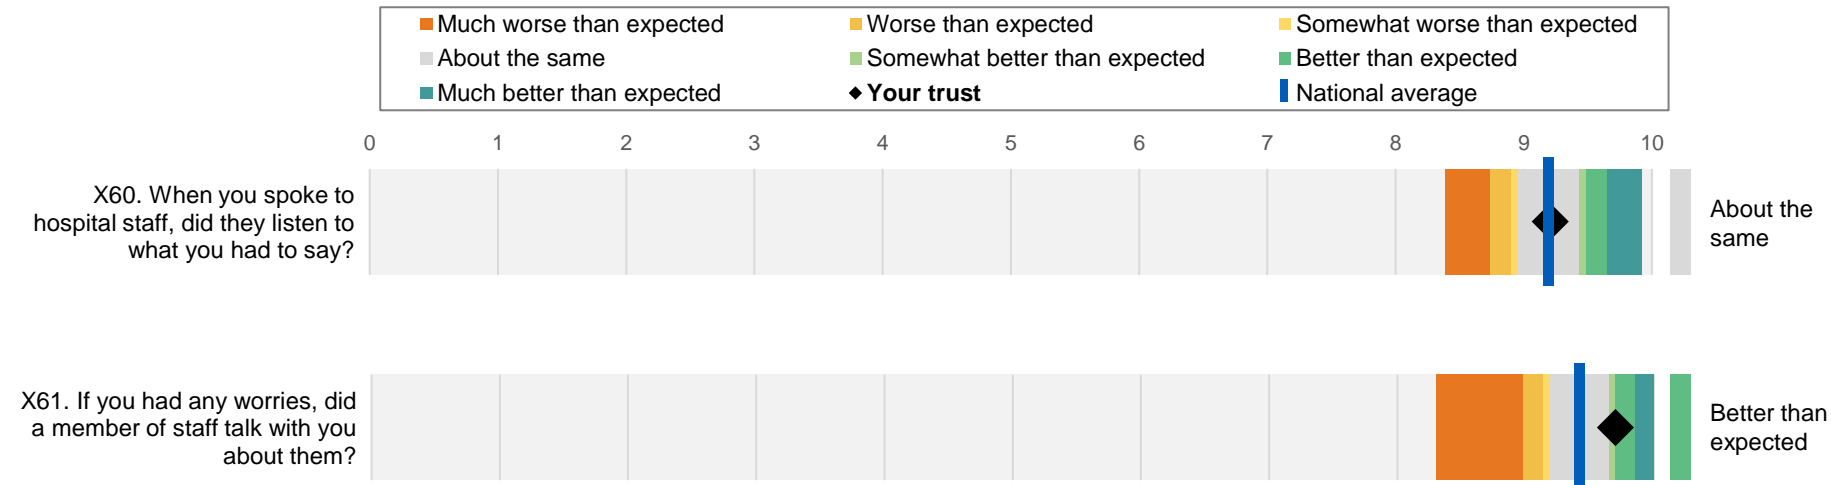 Much worse than expected
Worse than expected
Somewhat worse than expected
About the same
Somewhat better than expected
Better than expected
Much better than expected
Your trust
National average
0 1 2 3 4 5 6 7 8 9 10
X60. When you spoke to
hospital staff, did they listen to
what you had to say?
About the
same
X61. If you had any worries, did
a member of staff talk with you
about them?
Better than
expected